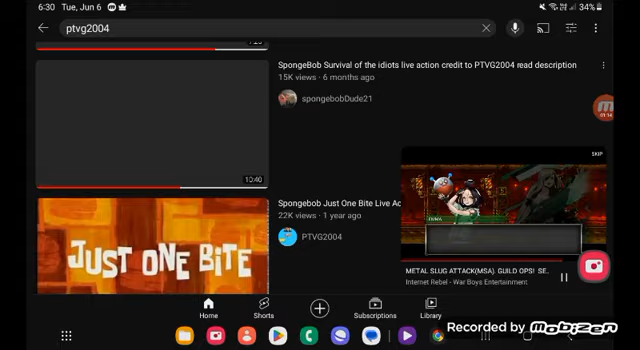 6:30 Tue, Jun 6
34%
ptvg2004
SpongeBob Survival of the idiots live action credit to PTVG2004 read description
15K views · 6 months ago
spongebobDude21
10:40
SKIP
Spongebob Just One Bite Live Ac
22K views · 1 year ago
PTVG2004
JUST ONE BITE
METAL SLUG ATTACK(MSA). GUILD OPS! SE..
Internet Rebel - War Boys Entertainment
Home
Shorts
Subscriptions
Library
Recorded by mobizen